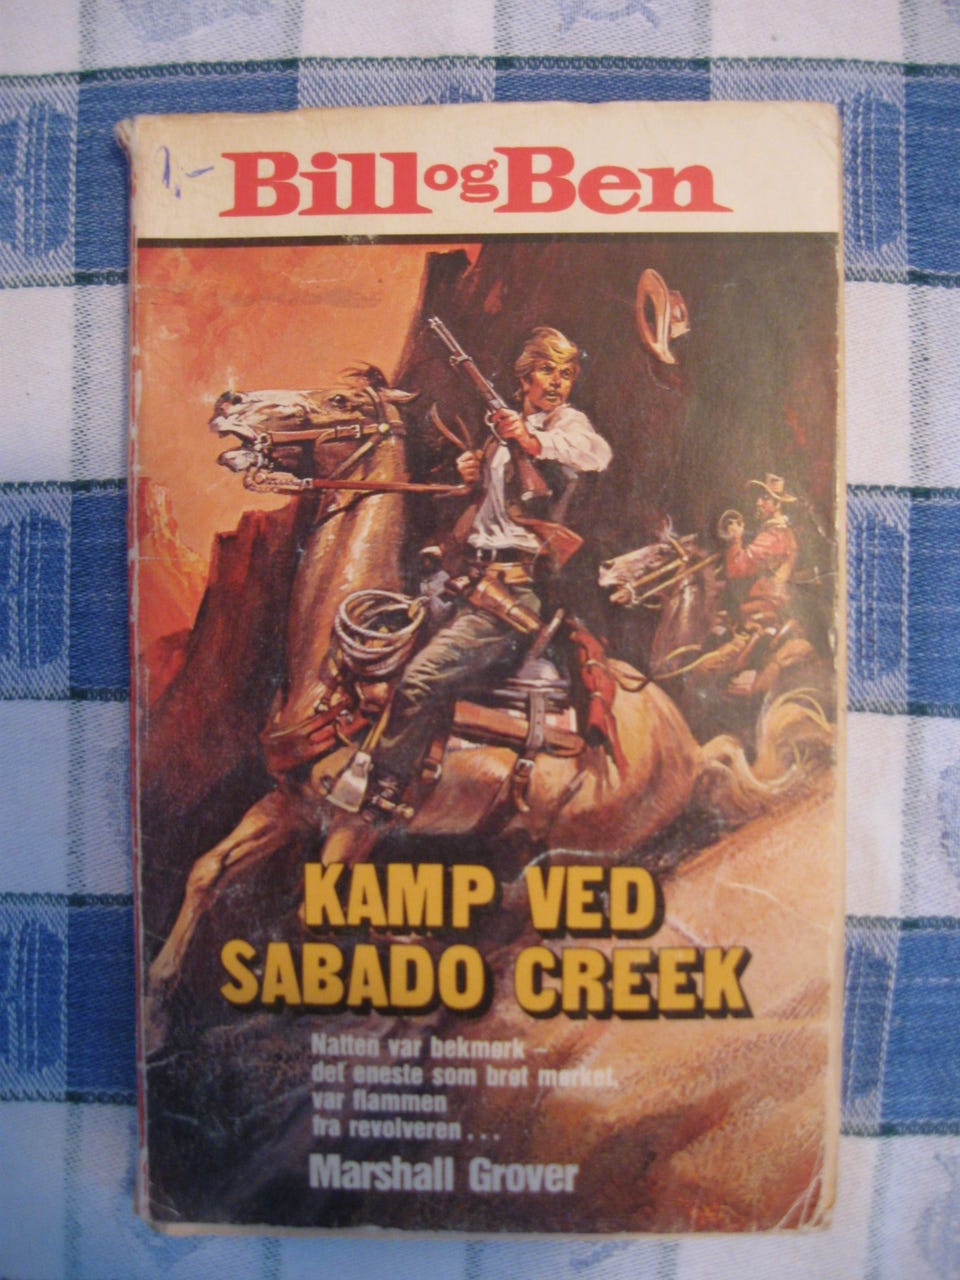 1,-
Bill og Ben
KAMP VED
SABADO CREEK
Natten var bekmørk –
det eneste som brøt mørket,
var flammen
fra revolveren...
Marshall Grover